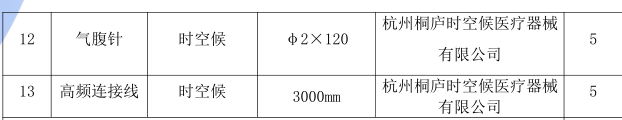 12 气腹针 时空候 φ2×120 杭州桐庐时空候医疗器械
有限公司 5
13 高频连接线 时空候 3000mm 杭州桐庐时空候医疗器械
有限公司 5